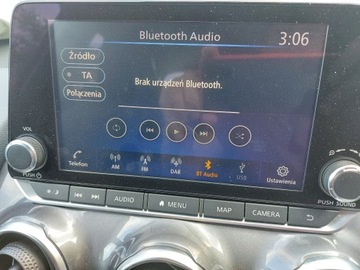 Bluetooth Audio
3:06
Źródło
TA
Połączenia
Brak urządzeń Bluetooth.
VOL
PUSH
Telefon
AM
FM
DAB
BT Audio
USB
Ustawienia
PUSH SOUND
AUDIO
MENU
MAP
CAMERA